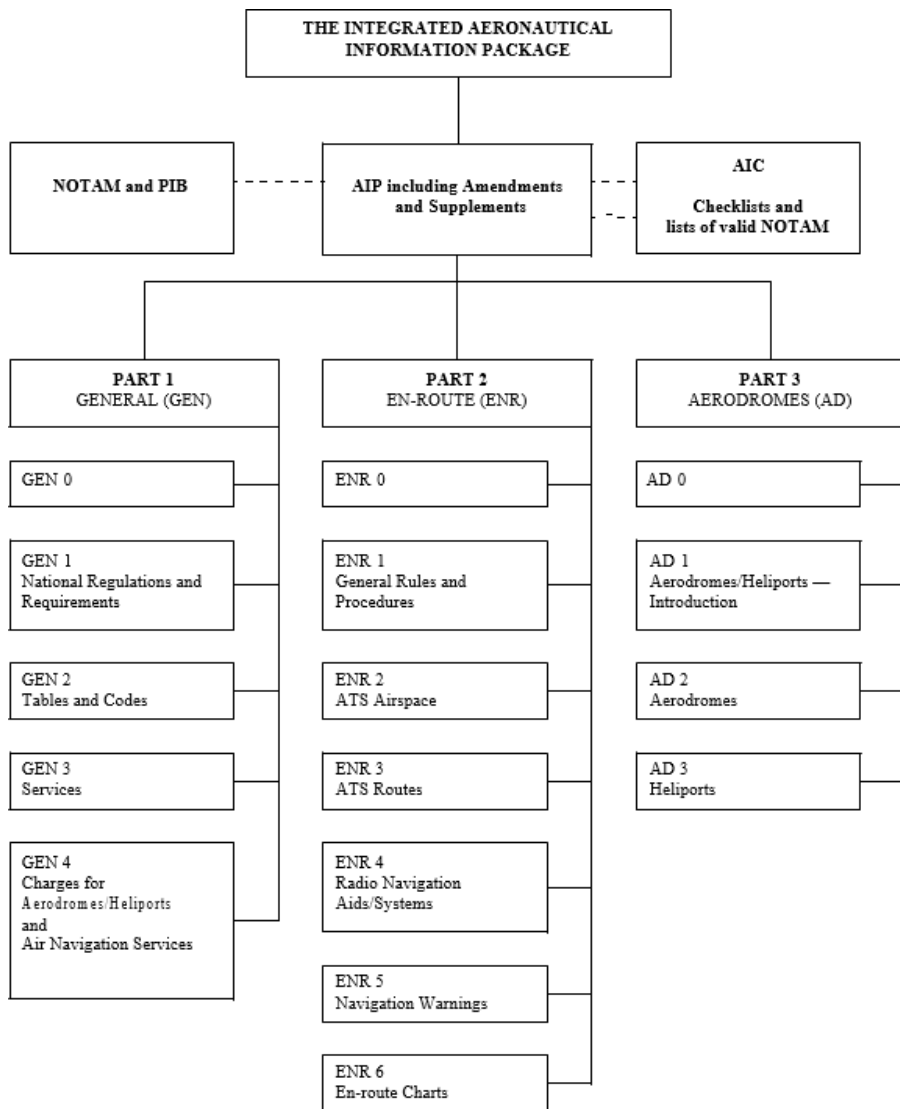 THE INTEGRATED AERONAUTICAL
INFORMATION PACKAGE
NOTAM and PIB
AIP including Amendments
and Supplements
AIC
Checklists and
lists of valid NOTAM
PART 1
GENERAL (GEN)
PART 2
EN-ROUTE (ENR)
PART 3
AERODROMES (AD)
GEN 0
ENR 0
AD 0
GEN 1
National Regulations and
Requirements
ENR 1
General Rules and
Procedures
AD 1
Aerodromes/Heliports —
Introduction
GEN 2
Tables and Codes
ENR 2
ATS Airspace
AD 2
Aerodromes
GEN 3
Services
ENR 3
ATS Routes
AD 3
Heliports
GEN 4
Charges for
Aerodromes/Heliports
and
Air Navigation Services
ENR 4
Radio Navigation
Aids/Systems
ENR 5
Navigation Warnings
ENR 6
En-route Charts